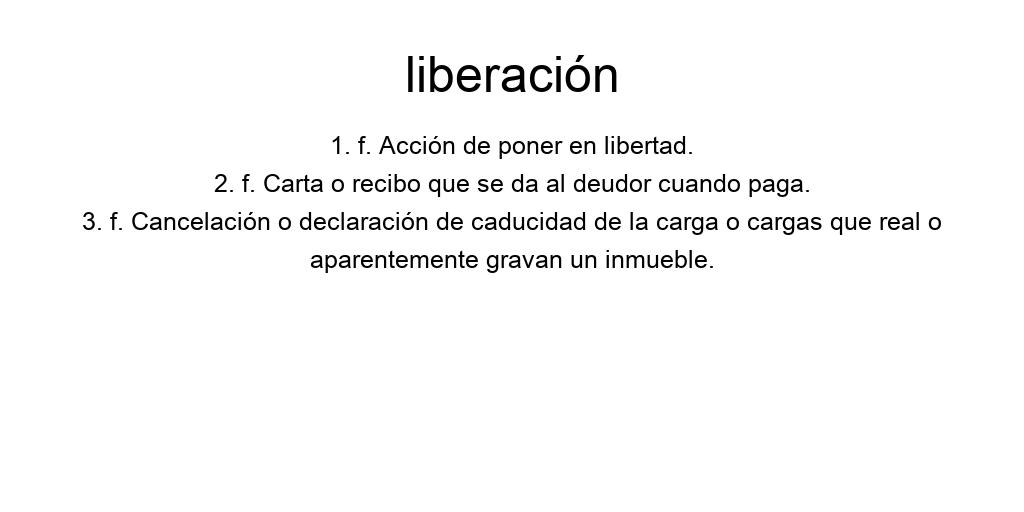 liberación
1. f. Acción de poner en libertad.
2. f. Carta o recibo que se da al deudor cuando paga.
3. f. Cancelación o declaración de caducidad de la carga o cargas que real o
aparentemente gravan un inmueble.